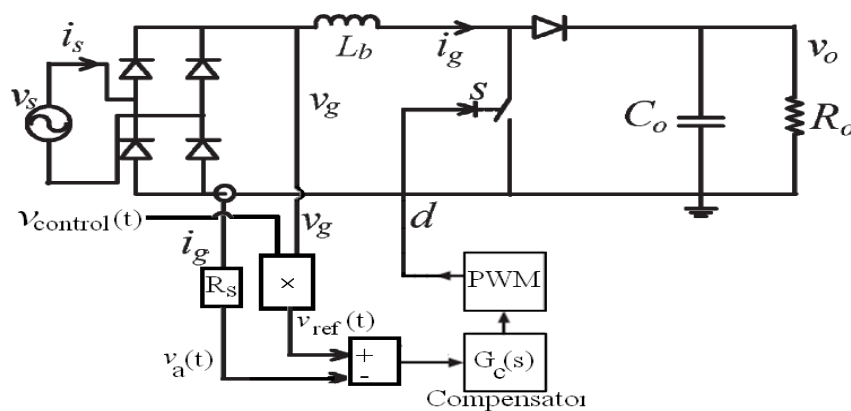 i_s
v_s
L_b
i_g
v_g
S
C_o
v_o
R_o
v_control(t)
i_g
v_g
d
R_s
×
PWM
v_ref(t)
v_a(t)
+
-
G_c(s)
Compensator